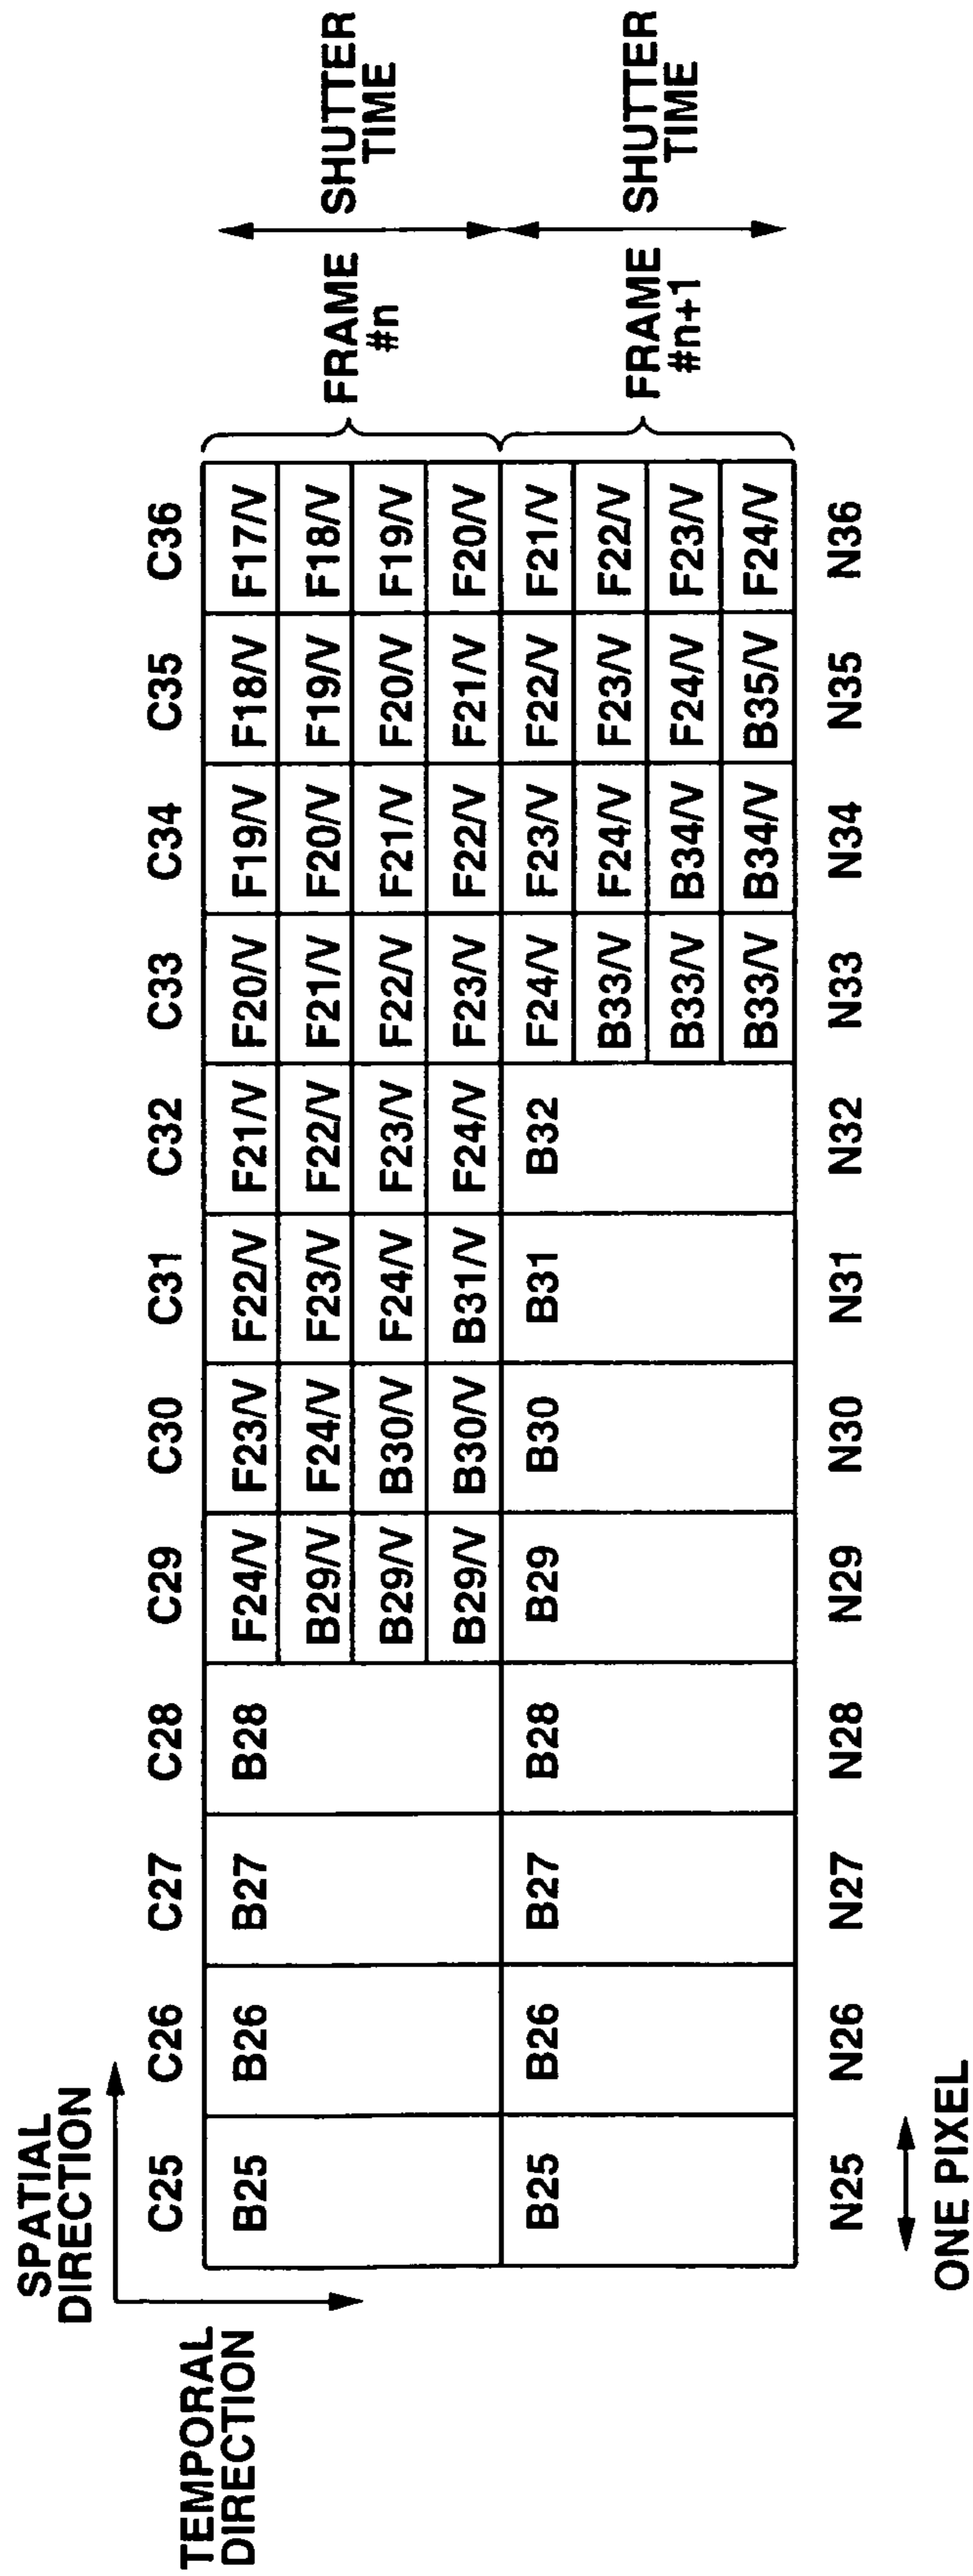 SPATIAL
DIRECTION
TEMPORAL
DIRECTION
C25 C26 C27 C28 C29 C30 C31 C32 C33 C34 C35 C36
B25 B26 B27 B28 F24/V F23/V F22/V F21/V F20/V F19/V F18/V F17/V
B29/V F24/V F23/V F22/V F21/V F20/V F19/V F18/V
B29/V B30/V F24/V F23/V F22/V F21/V F20/V F19/V
B29/V B30/V B31/V F24/V F23/V F22/V F21/V F20/V
FRAME
#n
SHUTTER
TIME
B25 B26 B27 B28 B29 B30 B31 B32 F24/V F23/V F22/V F21/V
B33/V F24/V F23/V F22/V
B33/V B34/V F24/V F23/V
B33/V B34/V B35/V F24/V
FRAME
#n+1
SHUTTER
TIME
N25 N26 N27 N28 N29 N30 N31 N32 N33 N34 N35 N36
ONE PIXEL